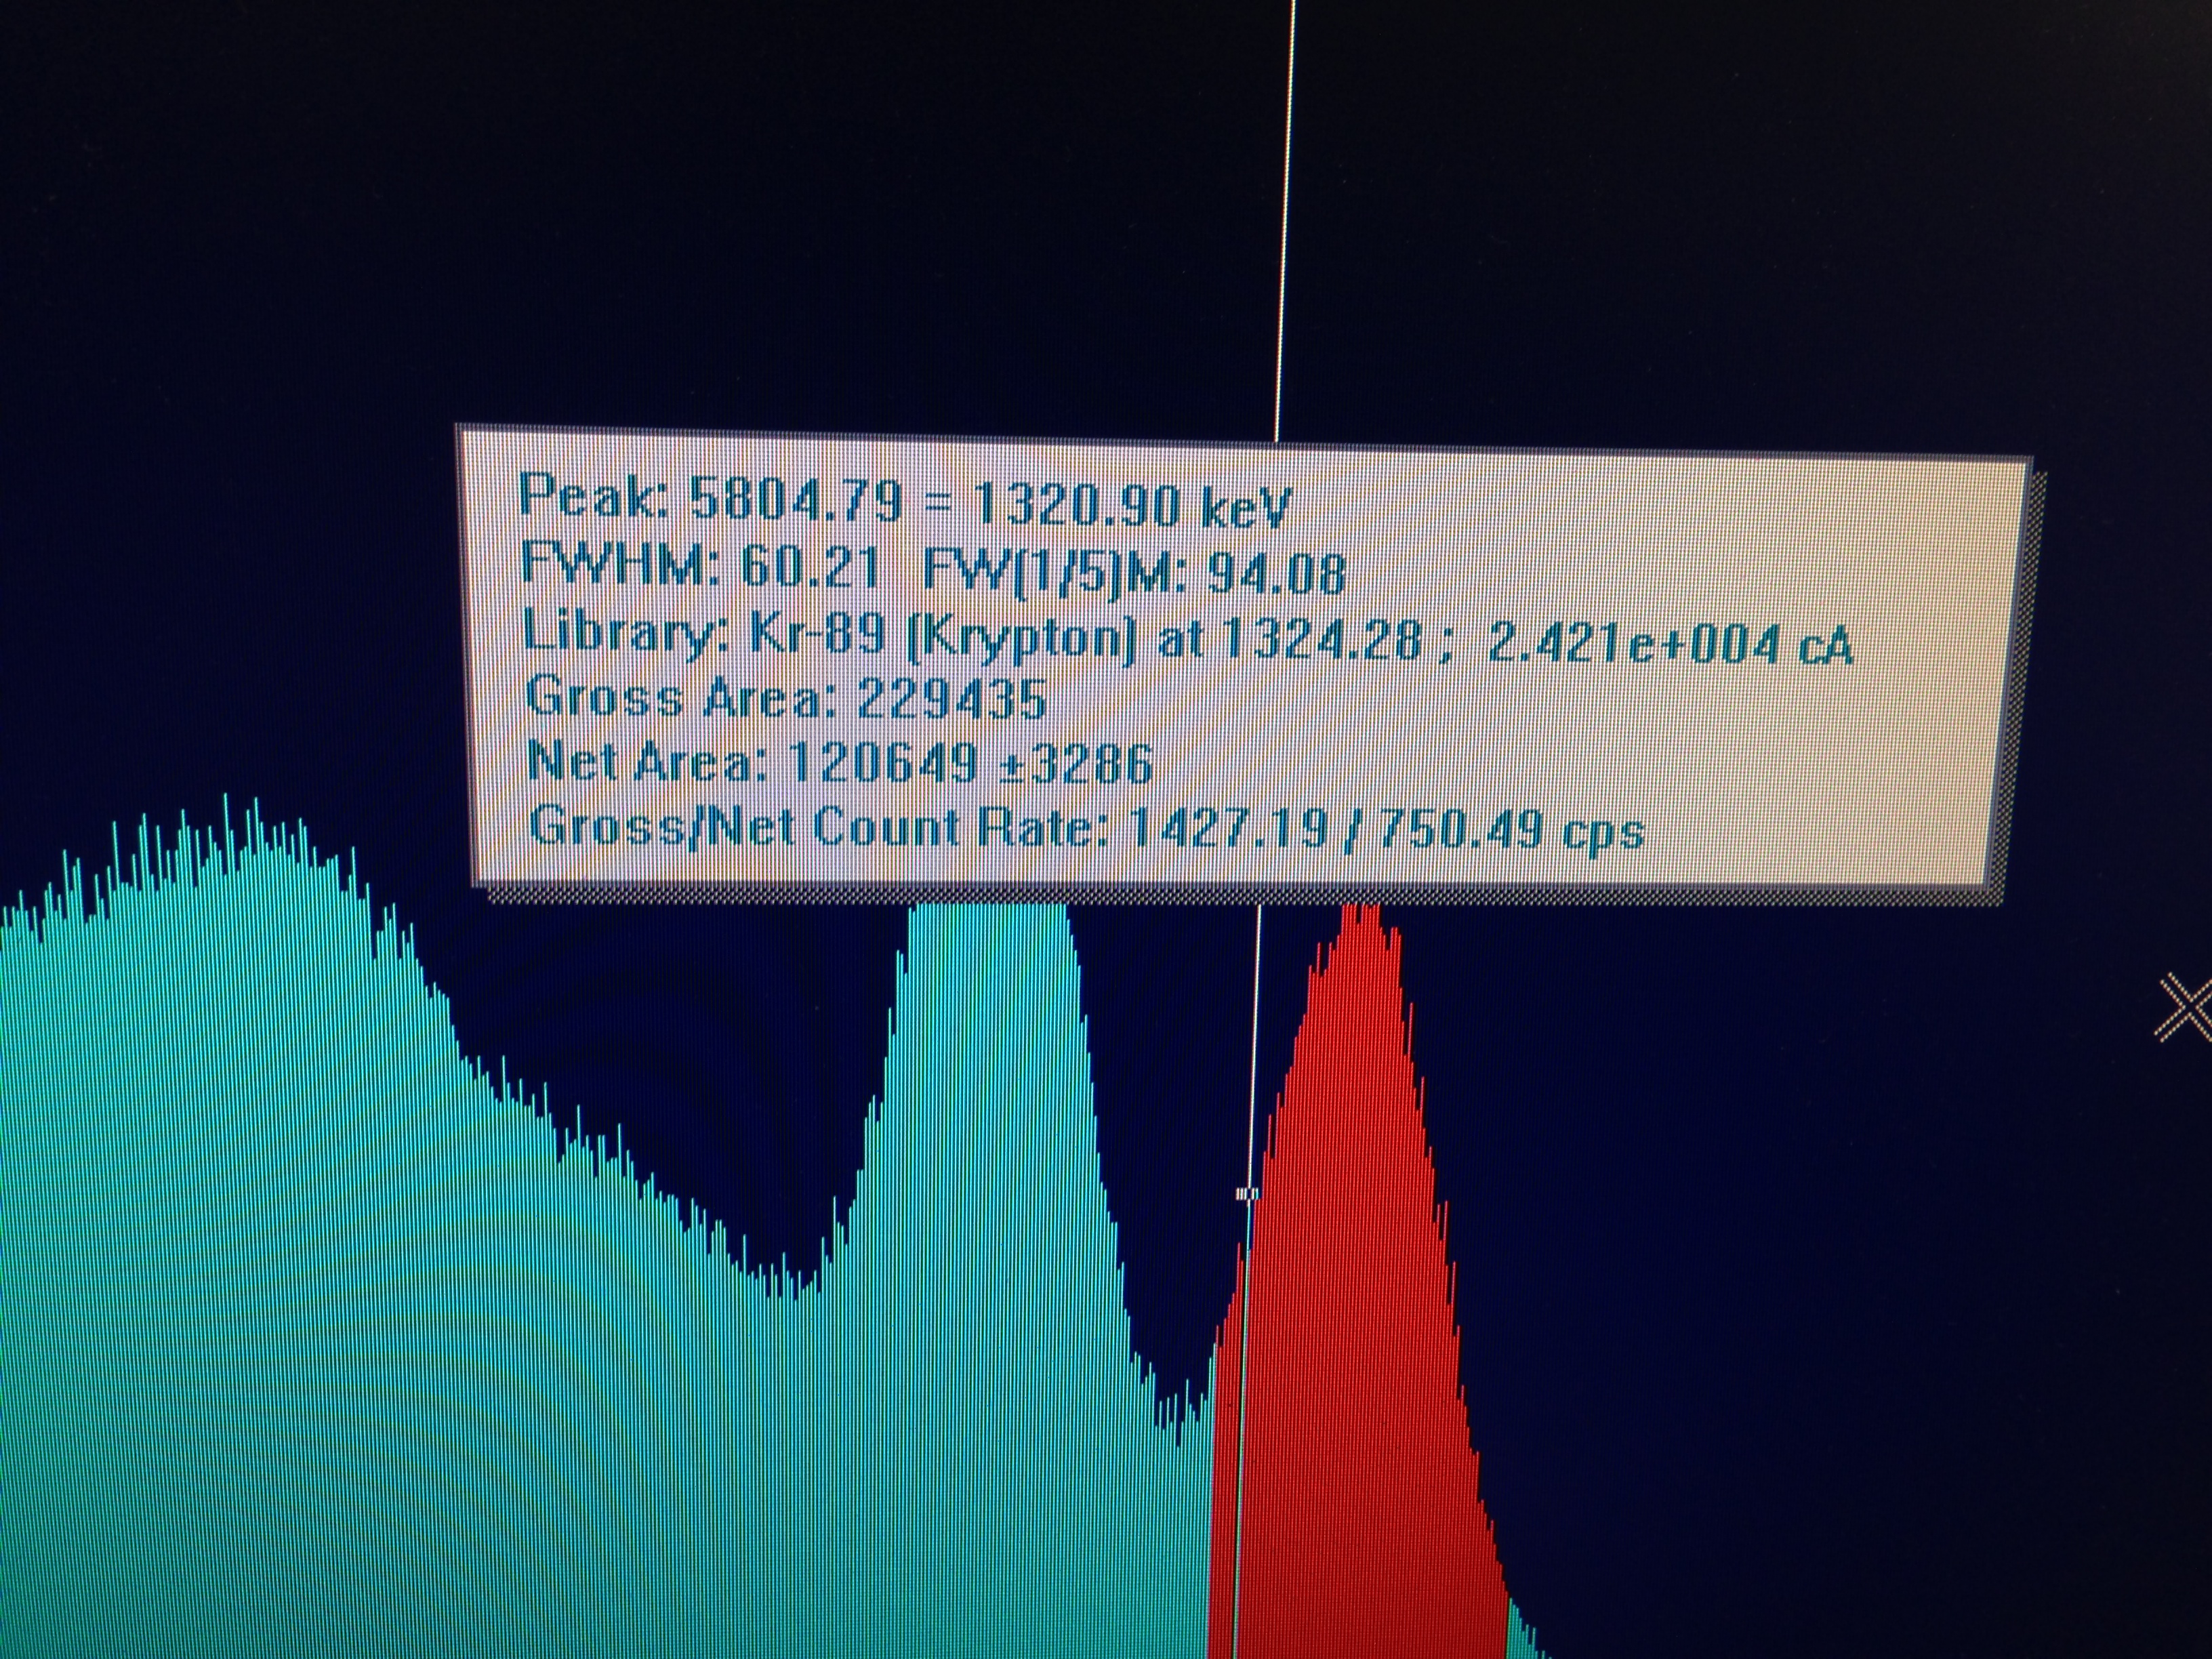 Peak: 5804.79 = 1320.90 keV
FWHM: 60.21 FW(1/5)M: 94.08
Library: Kr-89 (Krypton) at 1324.28 ; 2.421e+004 cA
Gross Area: 229435
Net Area: 120649 ±3286
Gross/Net Count Rate: 1427.19 / 750.49 cps